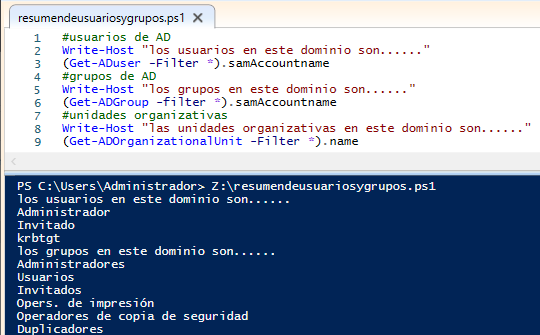 resumendeusuariosygrupos.ps1 X
1 #usuarios de AD
2 Write-Host "los usuarios en este dominio son......"
3 (Get-ADuser -Filter *).samAccountname
4 #grupos de AD
5 Write-Host "los grupos en este dominio son......"
6 (Get-ADGroup -filter *).samAccountname
7 #unidades organizativas
8 Write-Host "las unidades organizativas en este dominio son......"
9 (Get-ADOrganizationalUnit -Filter *).name
PS C:\Users\Administrador> Z:\resumendeusuariosygrupos.ps1
los usuarios en este dominio son......
Administrador
Invitado
krbtgt
los grupos en este dominio son......
Administradores
Usuarios
Invitados
Opers. de impresión
Operadores de copia de seguridad
Duplicadores